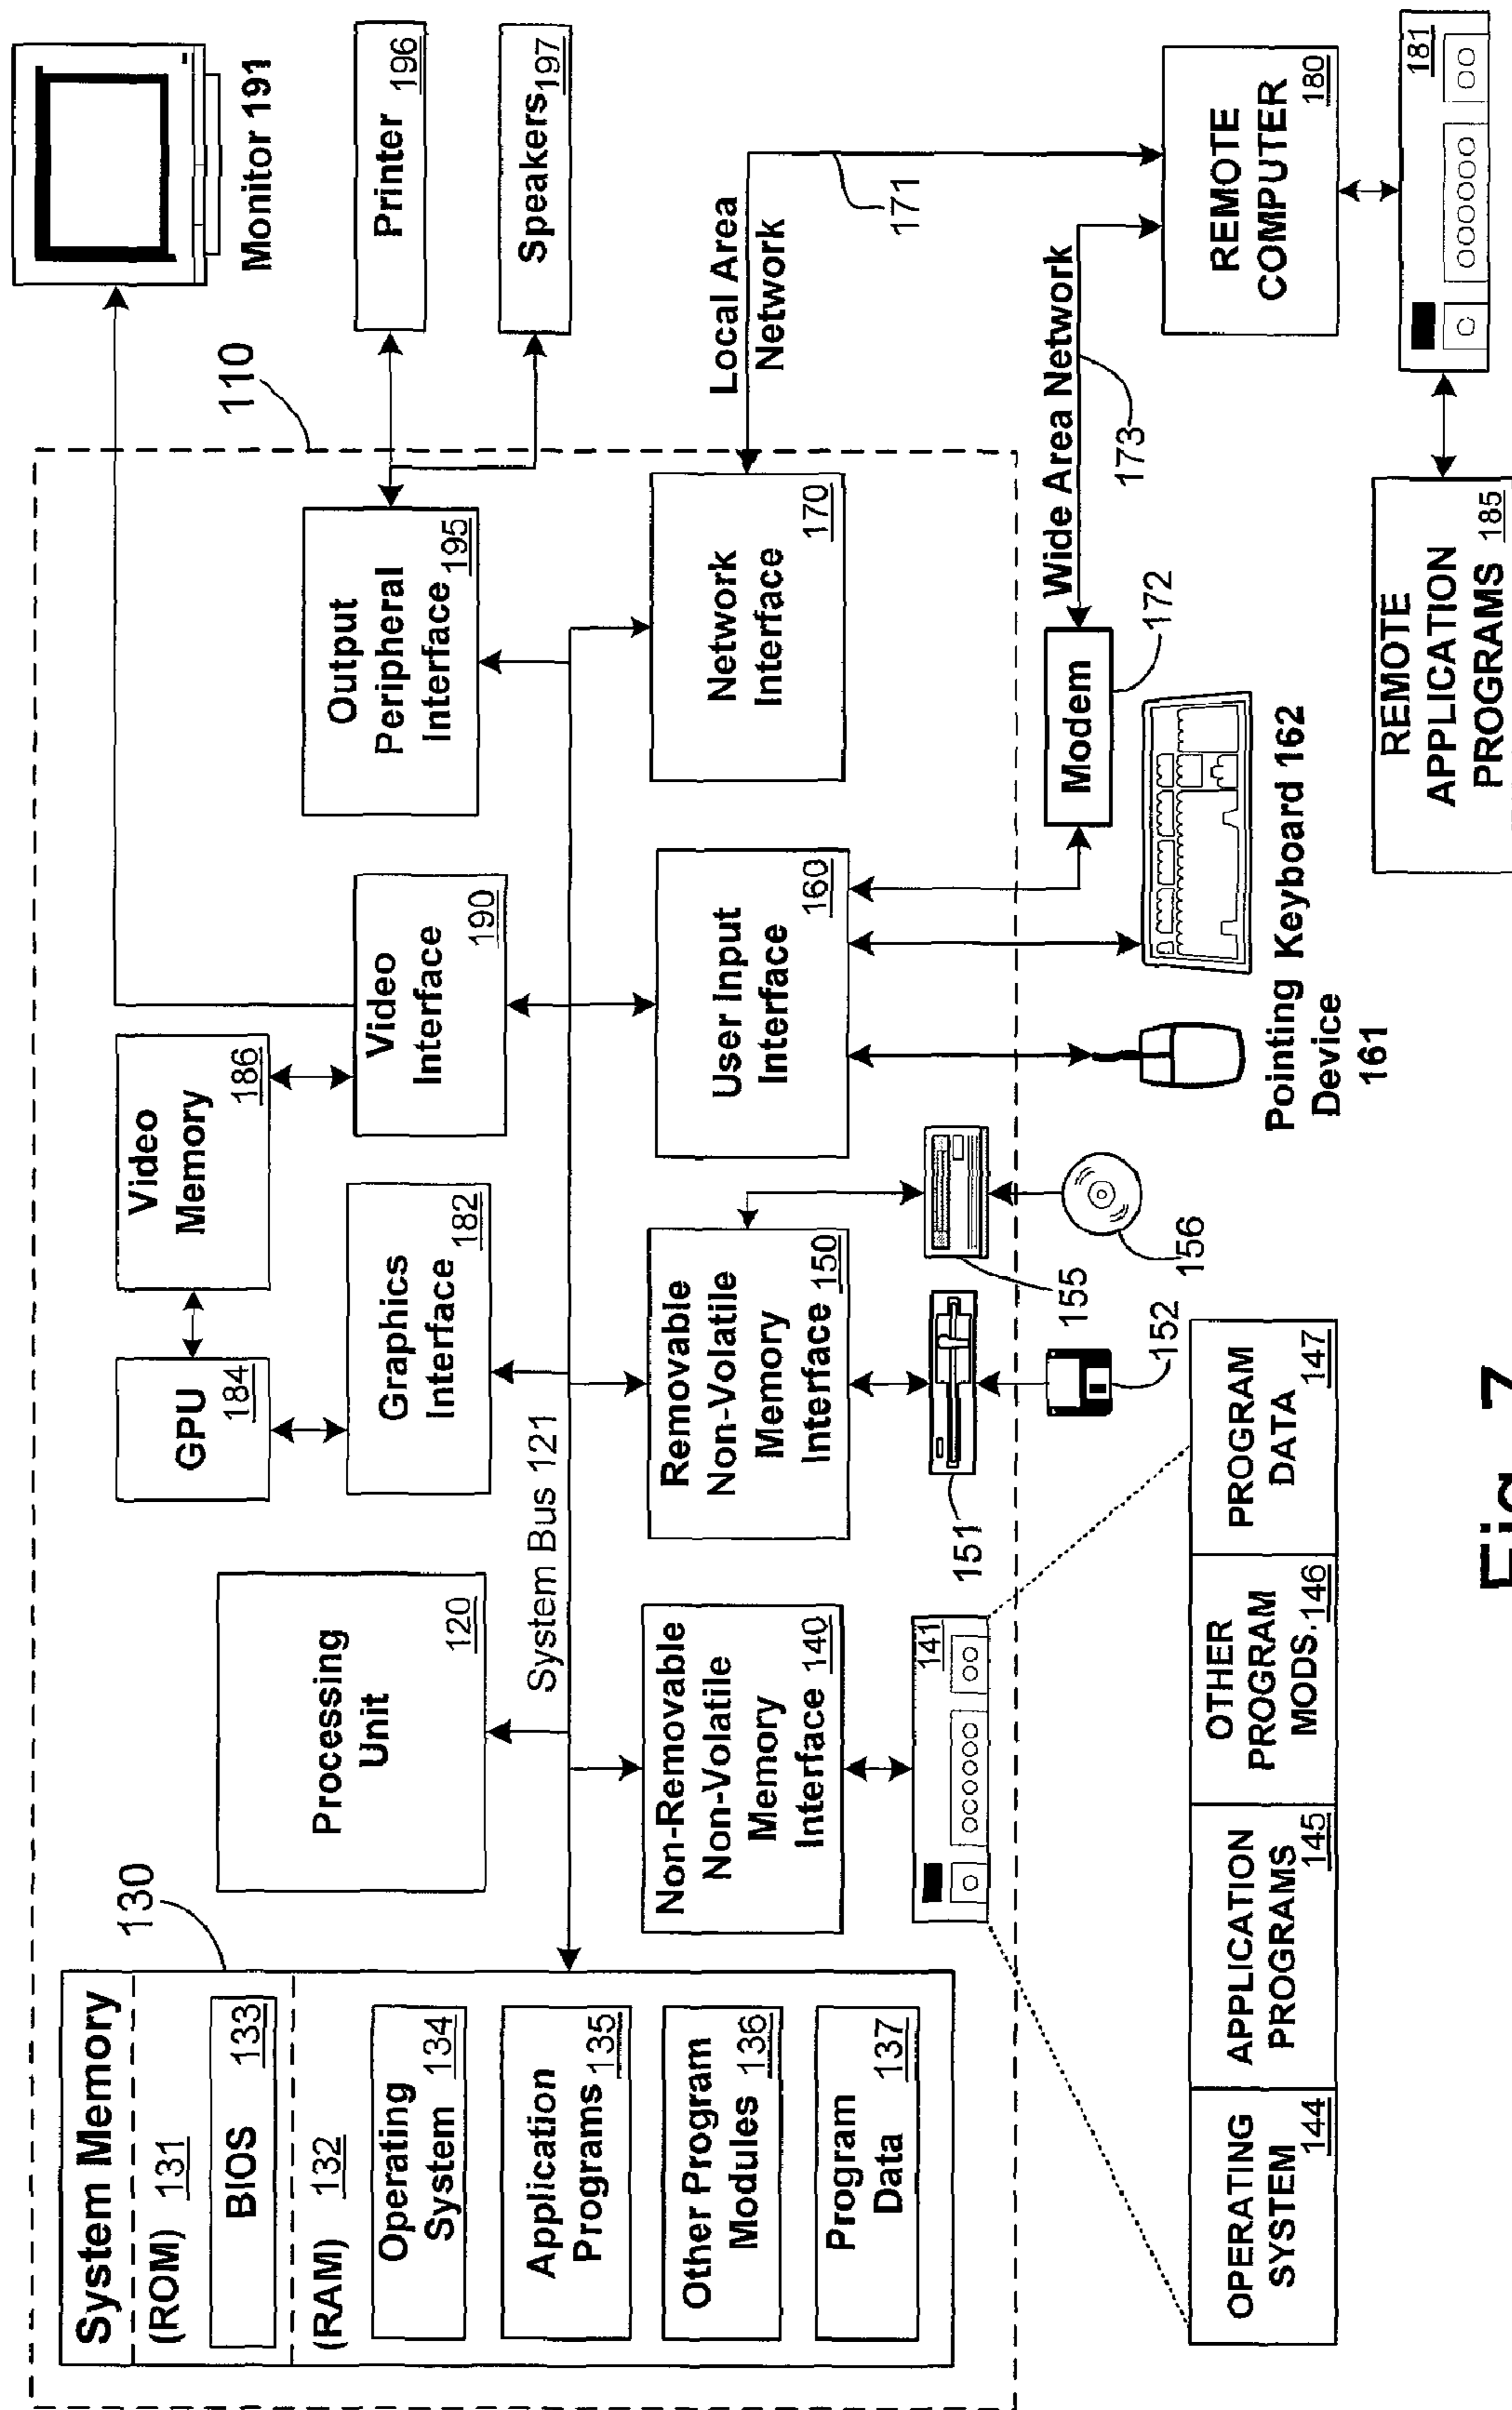 System Memory
(ROM) 131
BIOS 133
(RAM) 132
Operating
System 134
Application
Programs 135
Other Program
Modules 136
Program
Data 137
130
Processing
Unit
120
GPU
184
Video
Memory
186
Graphics
Interface
182
Video
Interface
190
Output
Peripheral
Interface 195
110
Monitor 191
Printer
196
Speakers 197
System Bus 121
Non-Removable
Non-Volatile
Memory
Interface 140
Removable
Non-Volatile
Memory
Interface 150
User Input
Interface
160
Network
Interface
170
Local Area
Network
171
141
151
155
152
156
Wide Area Network
173
Modem
172
Pointing
Device
161
Keyboard 162
REMOTE
COMPUTER
180
181
REMOTE
APPLICATION
PROGRAMS 185
OPERATING
SYSTEM 144
APPLICATION
PROGRAMS 145
OTHER
PROGRAM
MODS. 146
PROGRAM
DATA 147
Fig. 7